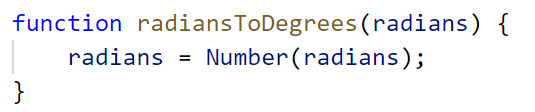 function radiansToDegrees(radians) {
    radians = Number(radians);
}